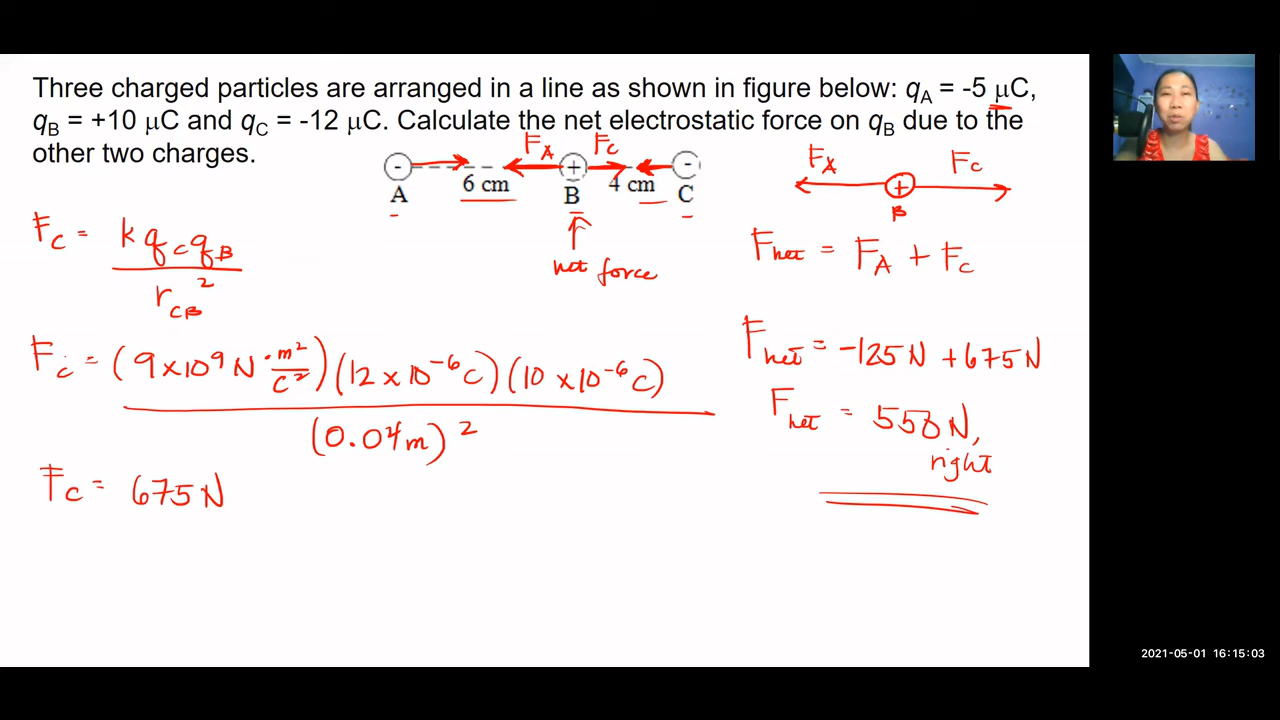 Three charged particles are arranged in a line as shown in figure below: qA = -5 µC,
qB = +10 µC and qC = -12 µC. Calculate the net electrostatic force on qB due to the
other two charges.
FA FC
- + -
6 cm 4 cm
A B C
net force
FA FC
+
B
Fnet = FA + FC
FC = k qC qB
rCB²
FC = (9 x 10⁹ N · m²/C²)(12 x 10⁻⁶ C)(10 x 10⁻⁶ C)
(0.04 m)²
FC = 675 N
Fnet = -125 N + 675 N
Fnet = 550 N,
right
2021-05-01 16:15:03